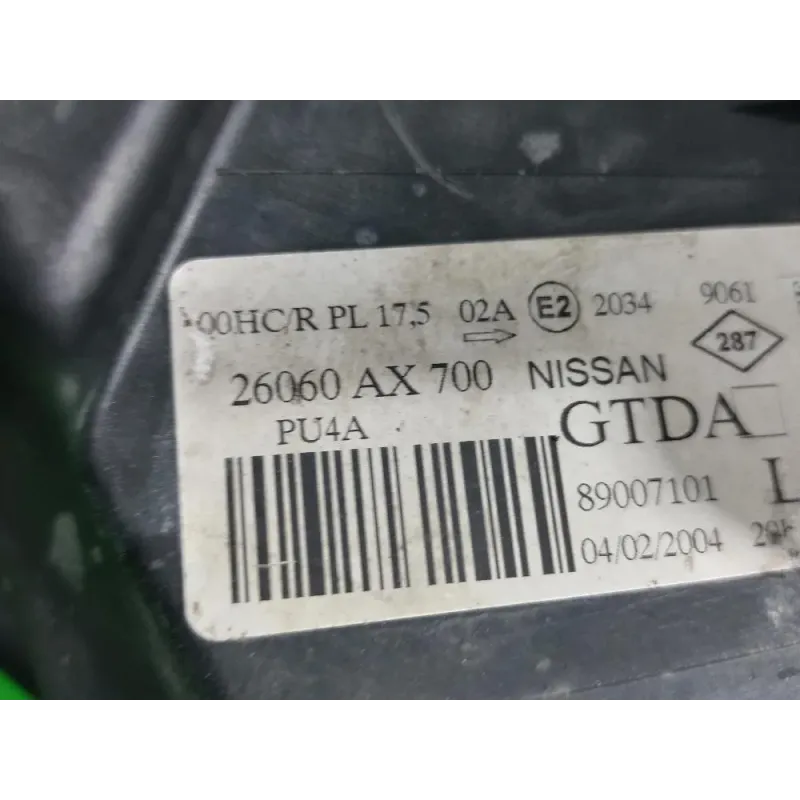 00HC/R PL 17,5 02A E2 2034 9061
287
26060 AX 700 NISSAN
PU4A GTDA
89007101 L
04/02/2004